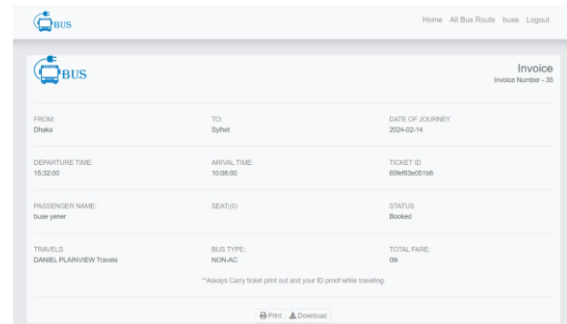 BUS
Home All Bus Route buse Logout
BUS
Invoice
Invoice Number - 35
FROM: TO: DATE OF JOURNEY
Dhaka Sylhet 2024-02-14
DEPARTURE TIME: ARIVAL TIME: TICKET ID
15:32:00 10:08:00
PASSENGER NAME: SEAT:(0) STATUS
buse yener Booked
TRAVELS BUS TYPE: TOTAL FARE:
DANIEL PLAINVIEW Travels NON-AC 0tk
**Always Carry ticket print out and your ID proof while traveling.
Print Download